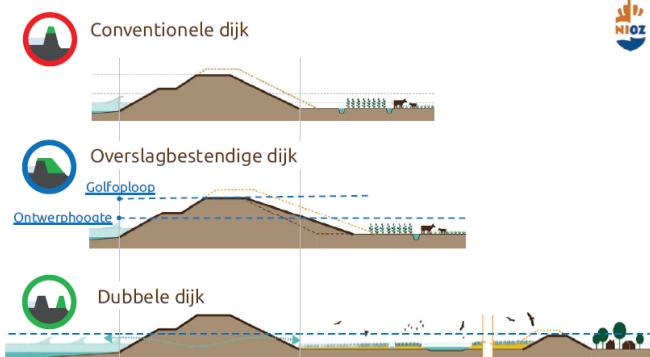 Conventionele dijk
NIOZ
Overslagbestendige dijk
Golfoploop
Ontwerphoogte
Dubbele dijk